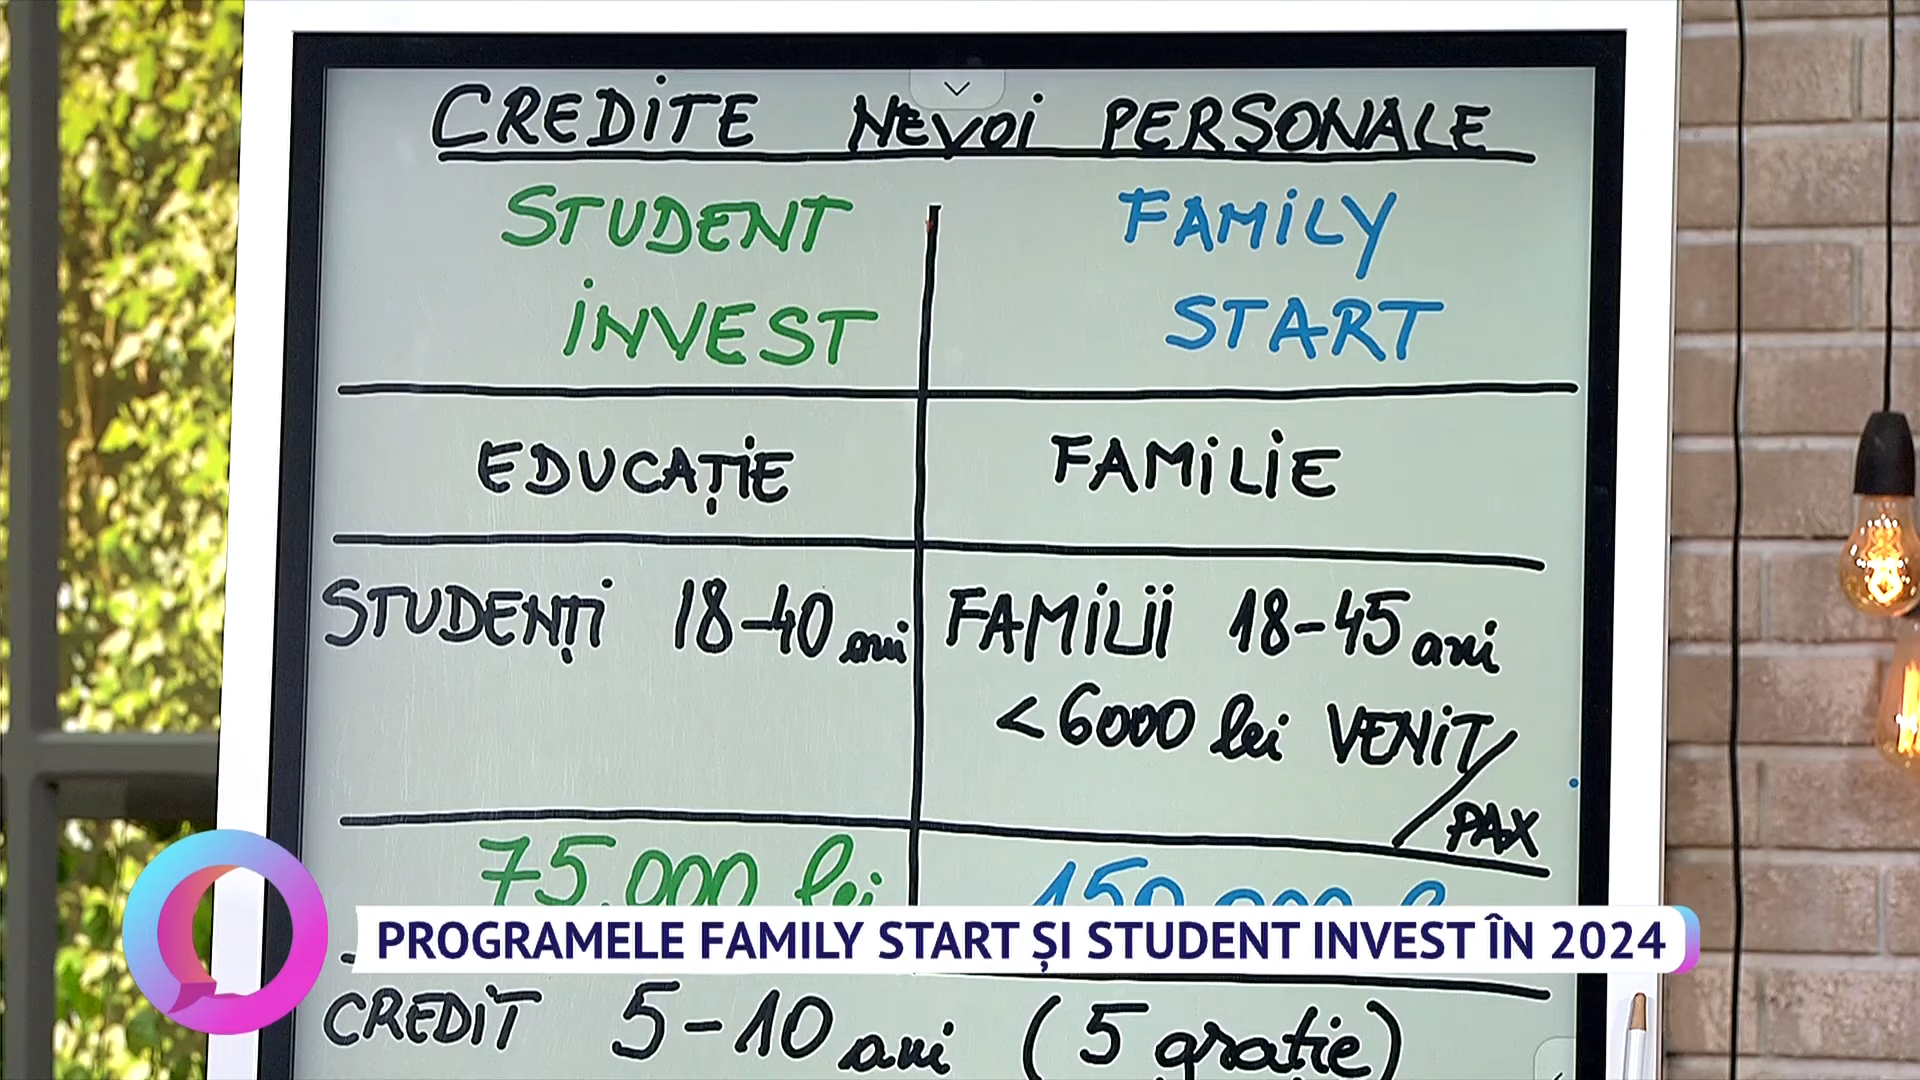 CREDITE NEVOI PERSONALE
STUDENT INVEST
FAMILY START
EDUCAȚIE
FAMILIE
STUDENȚI 18-40 ani
FAMILII 18-45 ani
<6000 lei VENIT/PAX
75.000 lei
150.000 l
PROGRAMELE FAMILY START ȘI STUDENT INVEST ÎN 2024
CREDIT 5-10 ani (5 grație)